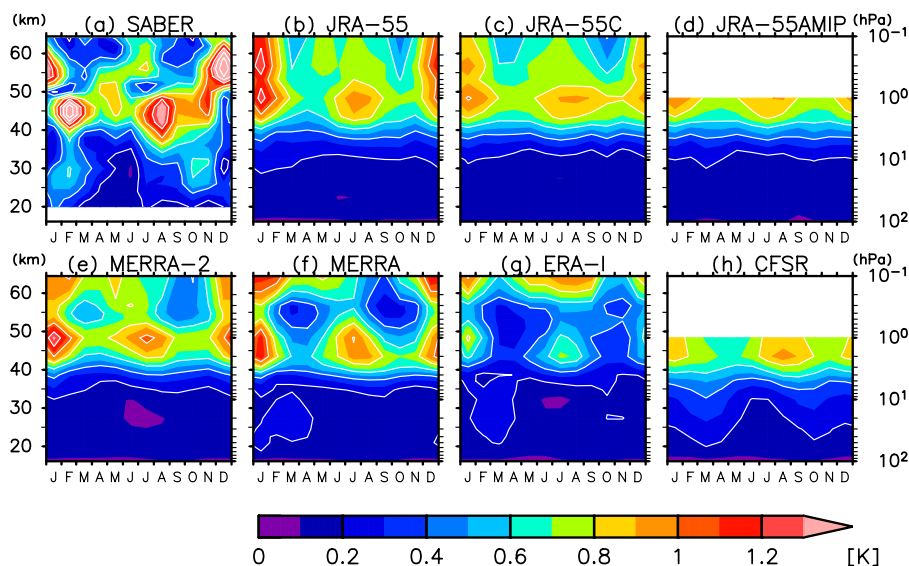 (a) SABER (b) JRA-55 (c) JRA-55C (d) JRA-55AMIP
(km) (hPa)
60 10⁻¹
50 10⁰
40
30 10¹
20 10²
J F M A M J J A S O N D J F M A M J J A S O N D J F M A M J J A S O N D J F M A M J J A S O N D
(e) MERRA-2 (f) MERRA (g) ERA-I (h) CFSR
(km) (hPa)
60 10⁻¹
50 10⁰
40
30 10¹
20 10²
J F M A M J J A S O N D J F M A M J J A S O N D J F M A M J J A S O N D J F M A M J J A S O N D
0 0.2 0.4 0.6 0.8 1 1.2 [K]